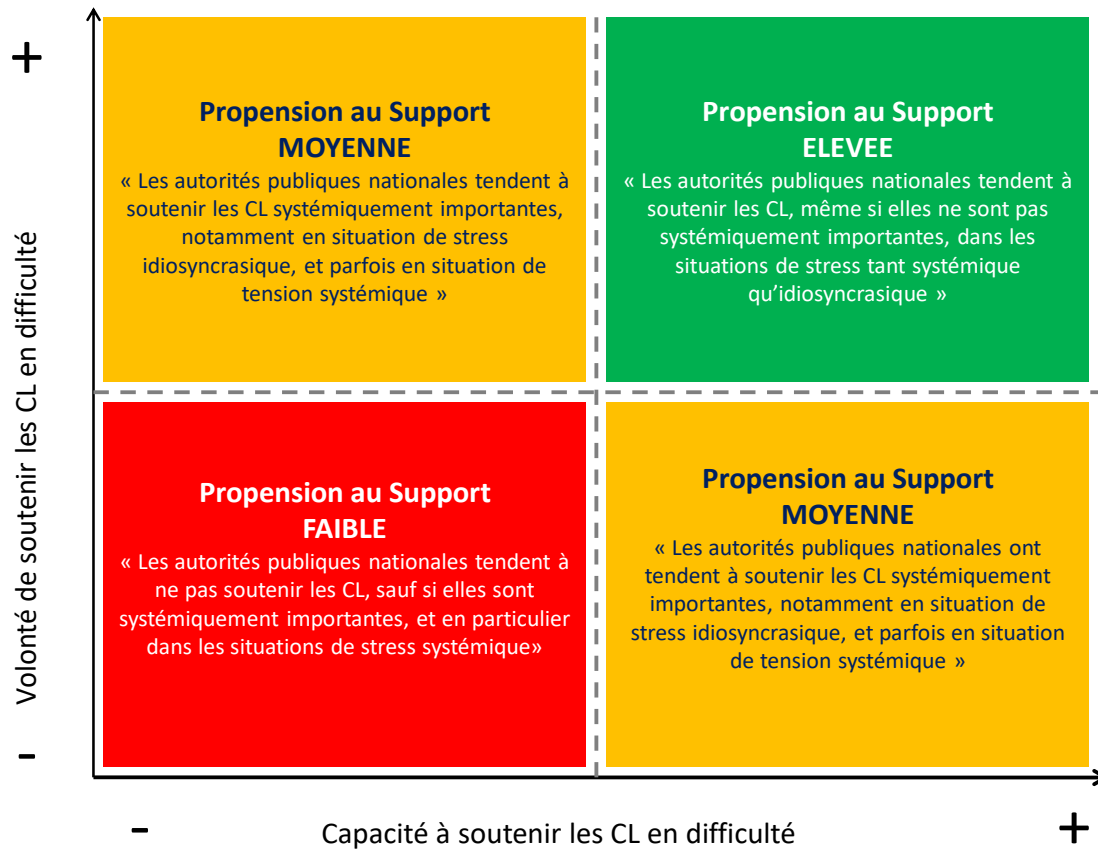 +
Volonté de soutenir les CL en difficulté
-
Propension au Support
MOYENNE
« Les autorités publiques nationales tendent à
soutenir les CL systémiquement importantes,
notamment en situation de stress
idiosyncrasique, et parfois en situation de
tension systémique »
Propension au Support
ELEVEE
« Les autorités publiques nationales tendent à
soutenir les CL, même si elles ne sont pas
systémiquement importantes, dans les
situations de stress tant systémique
qu’idiosyncrasique »
Propension au Support
FAIBLE
« Les autorités publiques nationales tendent à
ne pas soutenir les CL, sauf si elles sont
systémiquement importantes, et en particulier
dans les situations de stress systémique»
Propension au Support
MOYENNE
« Les autorités publiques nationales ont
tendent à soutenir les CL systémiquement
importantes, notamment en situation de
stress idiosyncrasique, et parfois en situation
de tension systémique »
-
Capacité à soutenir les CL en difficulté
+